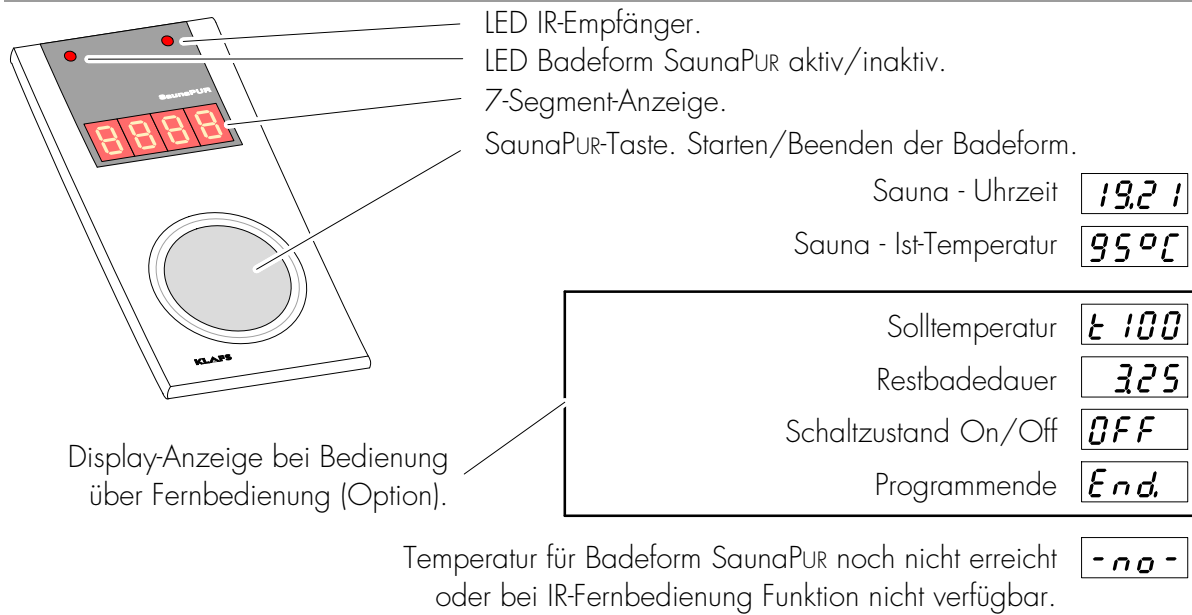 LED IR-Empfänger.
LED Badeform SaunaPUR aktiv/inaktiv.
7-Segment-Anzeige.
SaunaPUR-Taste. Starten/Beenden der Badeform.
SaunaPUR
8888
KLAFS
Sauna - Uhrzeit 19.21
Sauna - Ist-Temperatur 95°C
Solltemperatur t 100
Restbadedauer 3.25
Schaltzustand On/Off OFF
Programmende End.
Display-Anzeige bei Bedienung
über Fernbedienung (Option).
Temperatur für Badeform SaunaPUR noch nicht erreicht - no -
oder bei IR-Fernbedienung Funktion nicht verfügbar.